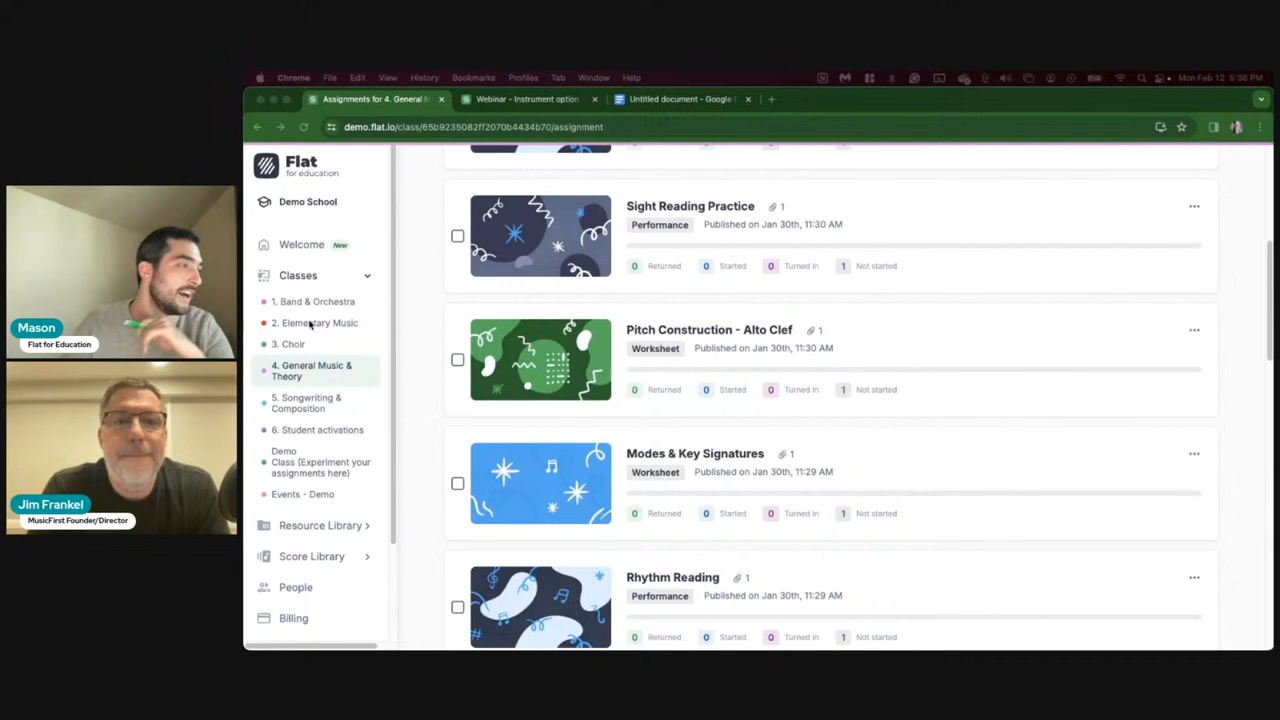 Chrome File Edit View History Bookmarks Profiles Tab Window Help Mon Feb 12 5:36 PM
Assignments for 4. General M
Webinar - Instrument option
Untitled document - Google
demo.flat.io/class/65b9235082ff2070b4434b70/assignment
Flat
for education
Demo School
Welcome New
Classes
1. Band & Orchestra
2. Elementary Music
3. Choir
4. General Music &
Theory
5. Songwriting &
Composition
6. Student activations
Demo
Class (Experiment your
assignments here)
Events - Demo
Resource Library
Score Library
People
Billing
Sight Reading Practice 1
Performance Published on Jan 30th, 11:30 AM
0 Returned 0 Started 0 Turned in 1 Not started
Pitch Construction - Alto Clef 1
Worksheet Published on Jan 30th, 11:30 AM
0 Returned 0 Started 0 Turned in 1 Not started
Modes & Key Signatures 1
Worksheet Published on Jan 30th, 11:29 AM
0 Returned 0 Started 0 Turned in 1 Not started
Rhythm Reading 1
Performance Published on Jan 30th, 11:29 AM
0 Returned 0 Started 0 Turned in 1 Not started
Mason
Flat for Education
Jim Frankel
MusicFirst Founder/Director